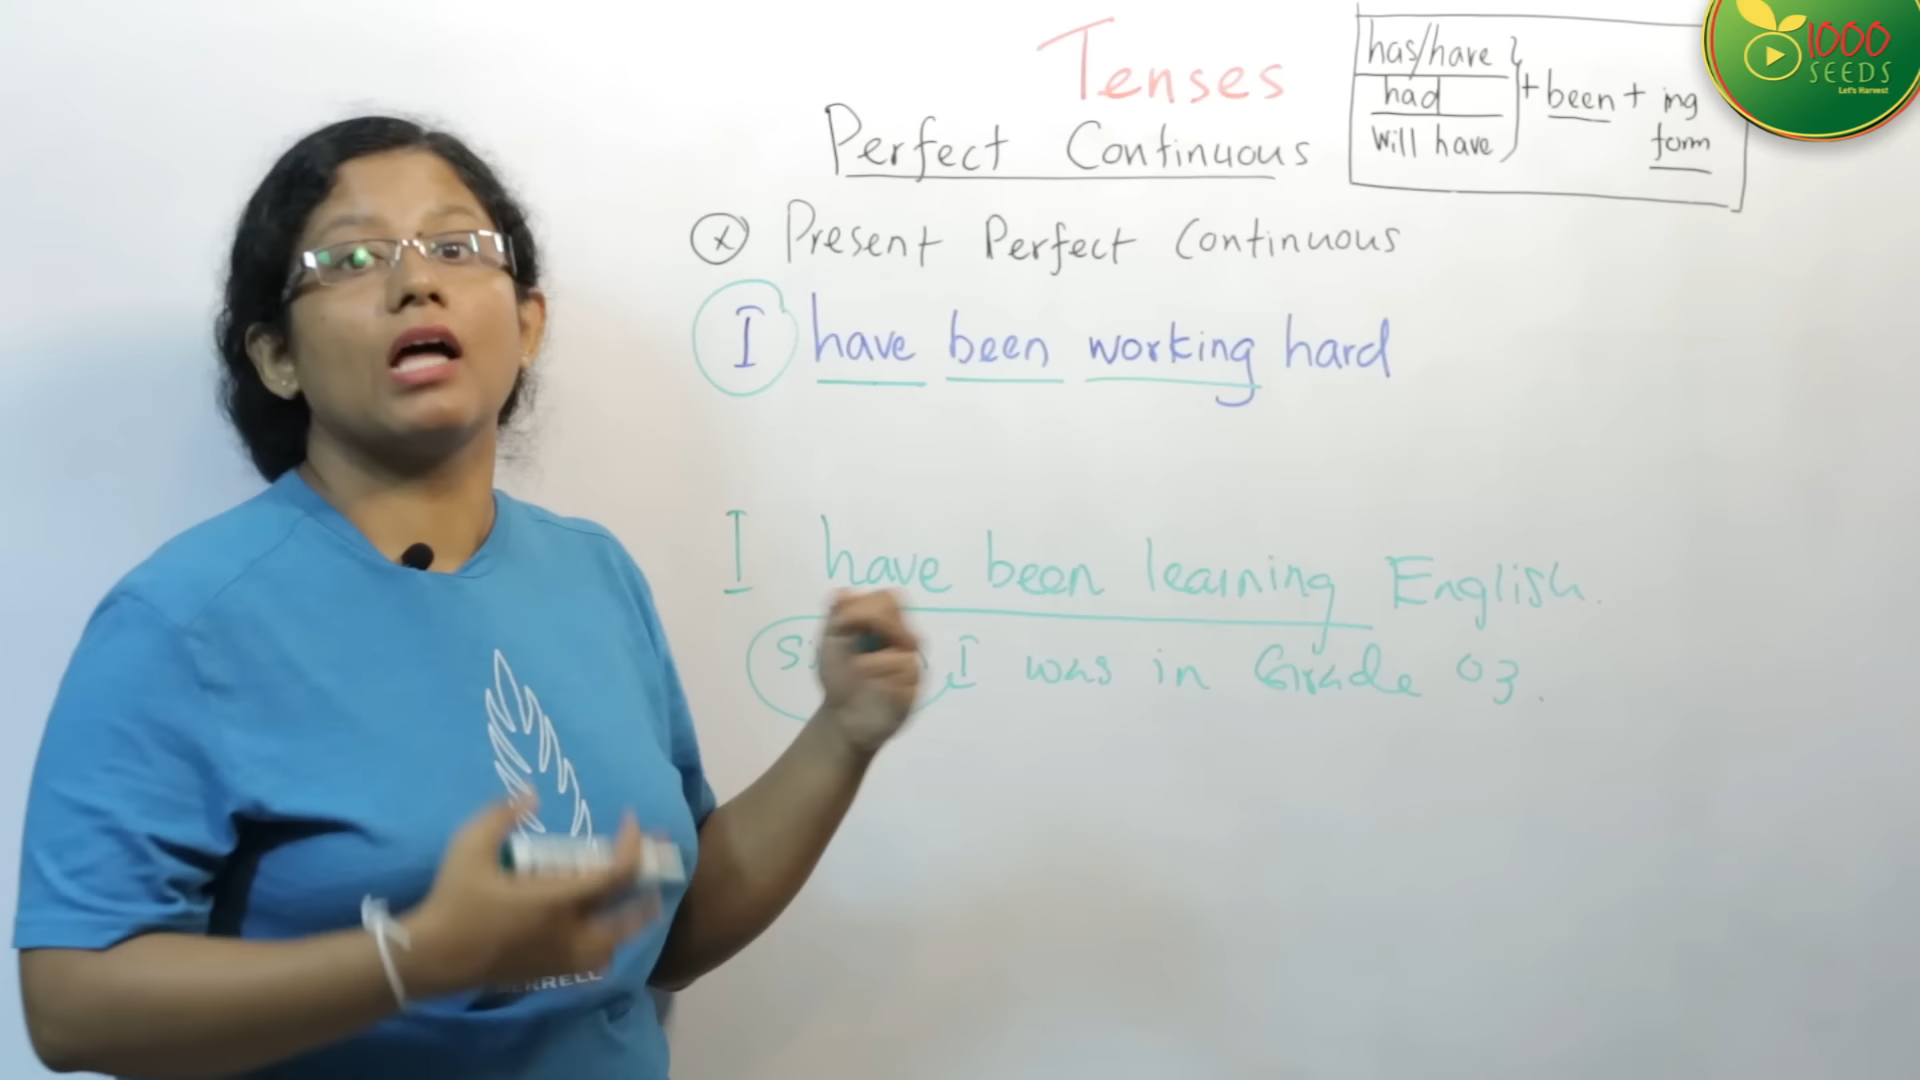 Tenses
Perfect Continuous
has/have
had
will have
+ been + ing
form
1000
SEEDS
Let's Harvest
x Present Perfect Continuous
I have been working hard
I have been learning English.
I was in Grade 03.